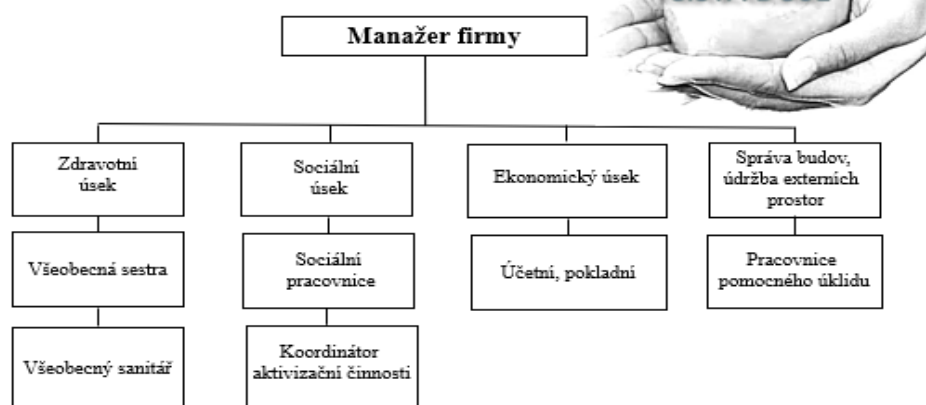 Manažer firmy
Zdravotní
úsek
Sociální
úsek
Ekonomický úsek
Správa budov,
údržba externích
prostor
Všeobecná sestra
Sociální
pracovnice
Účetní, pokladní
Pracovnice
pomocného úklidu
Všeobecný sanitář
Koordinátor
aktivizační činnosti